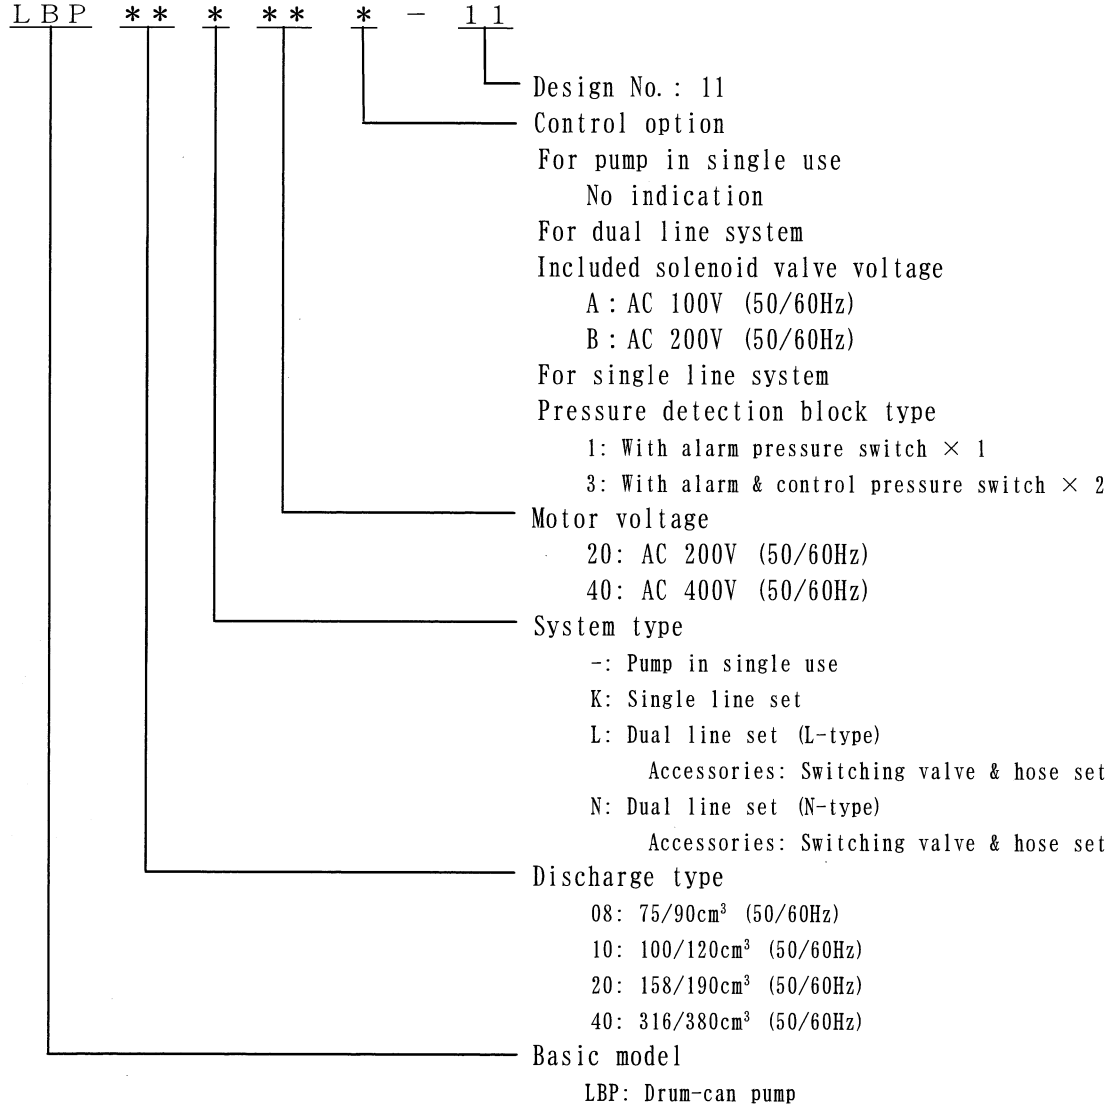 LBP ** * ** * - 11
Design No.: 11
Control option
For pump in single use
No indication
For dual line system
Included solenoid valve voltage
A: AC 100V (50/60Hz)
B: AC 200V (50/60Hz)
For single line system
Pressure detection block type
1: With alarm pressure switch × 1
3: With alarm & control pressure switch × 2
Motor voltage
20: AC 200V (50/60Hz)
40: AC 400V (50/60Hz)
System type
-: Pump in single use
K: Single line set
L: Dual line set (L-type)
Accessories: Switching valve & hose set
N: Dual line set (N-type)
Accessories: Switching valve & hose set
Discharge type
08: 75/90cm³ (50/60Hz)
10: 100/120cm³ (50/60Hz)
20: 158/190cm³ (50/60Hz)
40: 316/380cm³ (50/60Hz)
Basic model
LBP: Drum-can pump